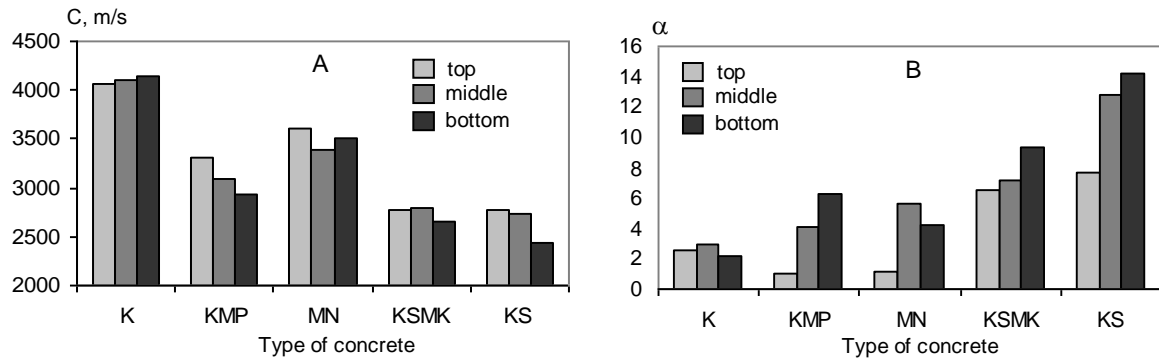 C, m/s
4500
4000
3500
3000
2500
2000
A
top
middle
bottom
K KMP MN KSMK KS
Type of concrete
α
16
14
12
10
8
6
4
2
0
B
top
middle
bottom
K KMP MN KSMK KS
Type of concrete